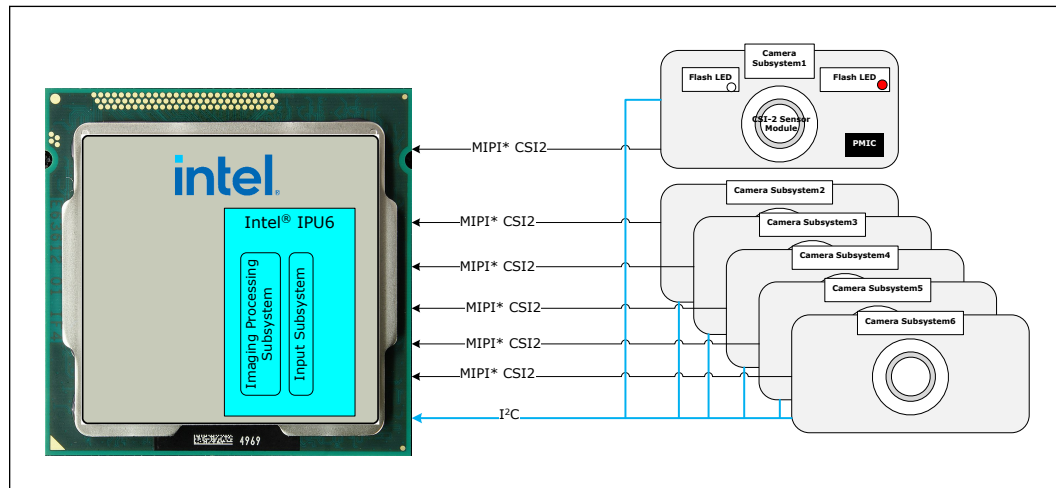 Camera
Subsystem1
Flash LED
Flash LED
CSI-2 Sensor
Module
PMIC
MIPI* CSI2
intel®
Intel® IPU6
Imaging Processing
Subsystem
Input Subsystem
4969
Camera Subsystem2
MIPI* CSI2
Camera Subsystem3
MIPI* CSI2
Camera Subsystem4
MIPI* CSI2
Camera Subsystem5
MIPI* CSI2
Camera Subsystem6
MIPI* CSI2
I²C